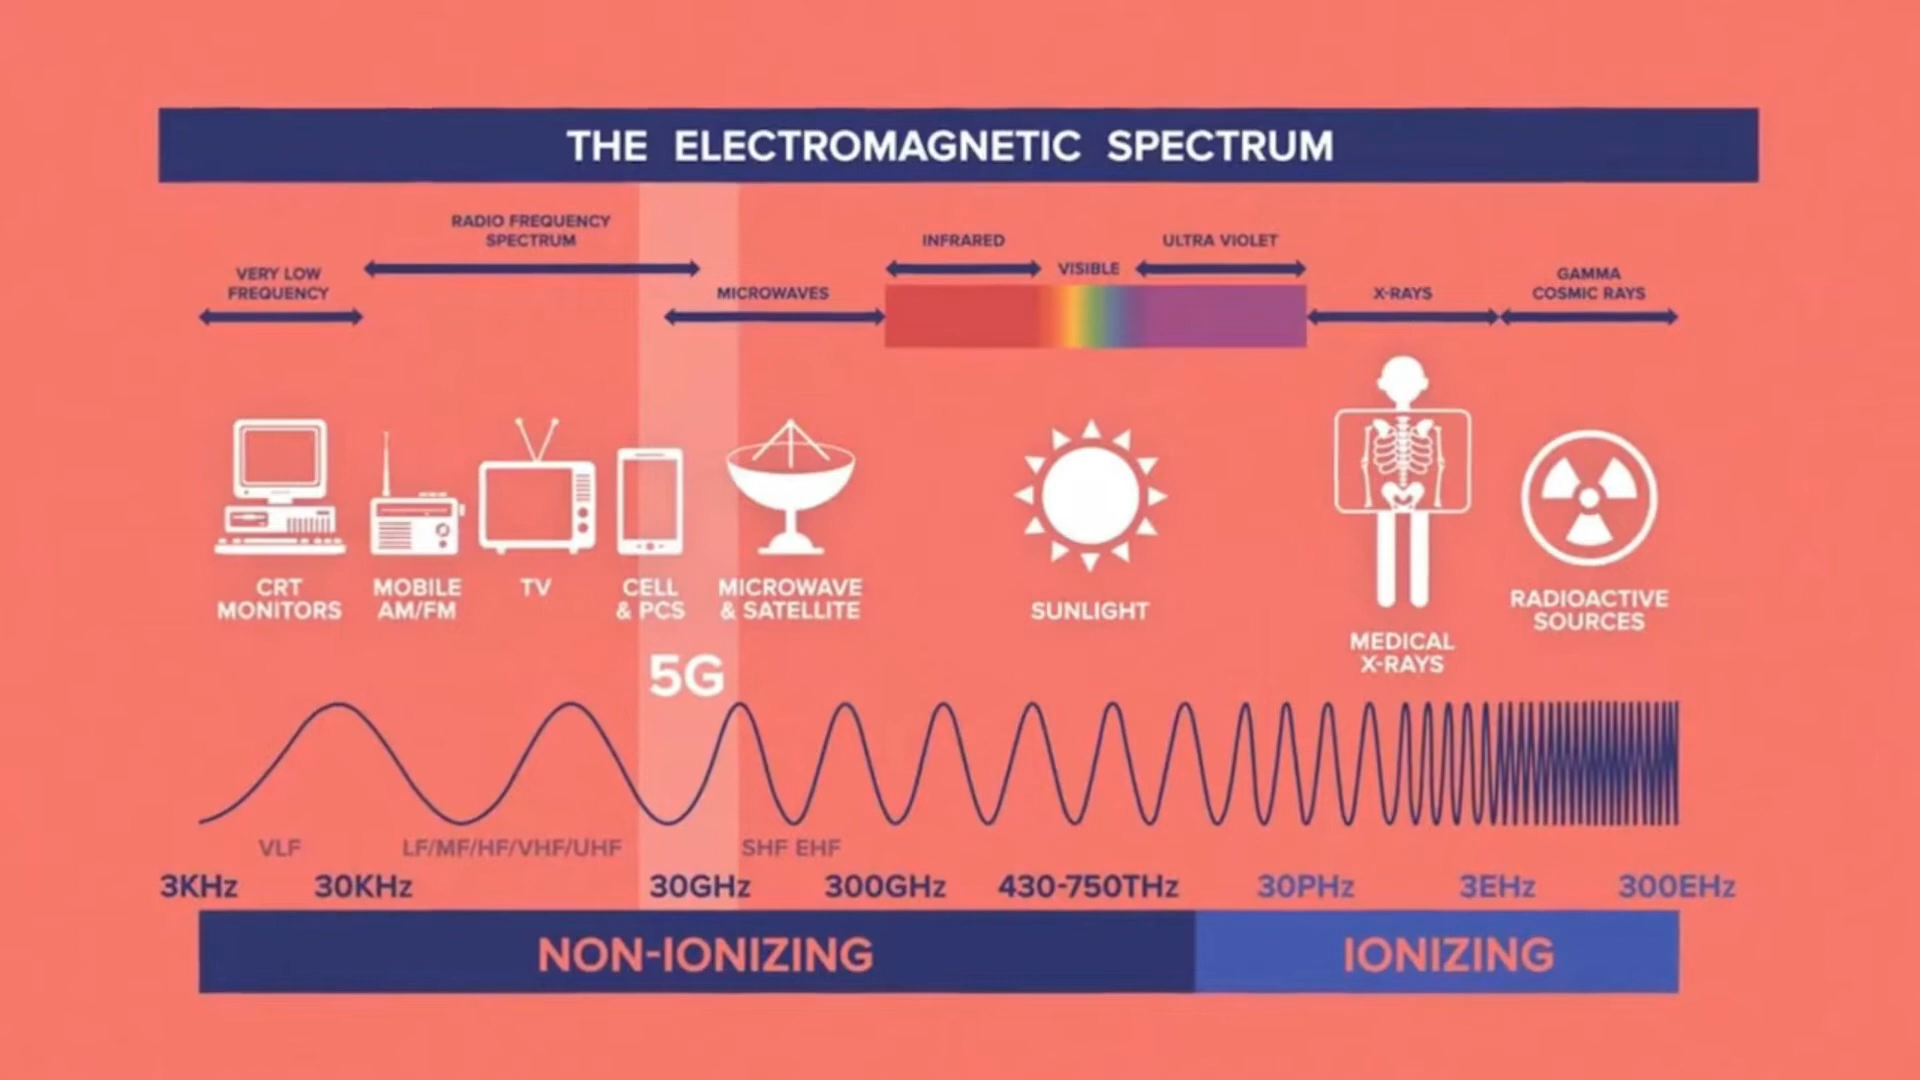 THE ELECTROMAGNETIC SPECTRUM
RADIO FREQUENCY
SPECTRUM
INFRARED
ULTRA VIOLET
VERY LOW
FREQUENCY
MICROWAVES
VISIBLE
X-RAYS
GAMMA
COSMIC RAYS
CRT
MONITORS
MOBILE
AM/FM
TV
CELL
& PCS
MICROWAVE
& SATELLITE
SUNLIGHT
MEDICAL
X-RAYS
RADIOACTIVE
SOURCES
5G
VLF
LF/MF/HF/VHF/UHF
SHF EHF
3KHz
30KHz
30GHz
300GHz
430-750THz
30PHz
3EHz
300EHz
NON-IONIZING
IONIZING